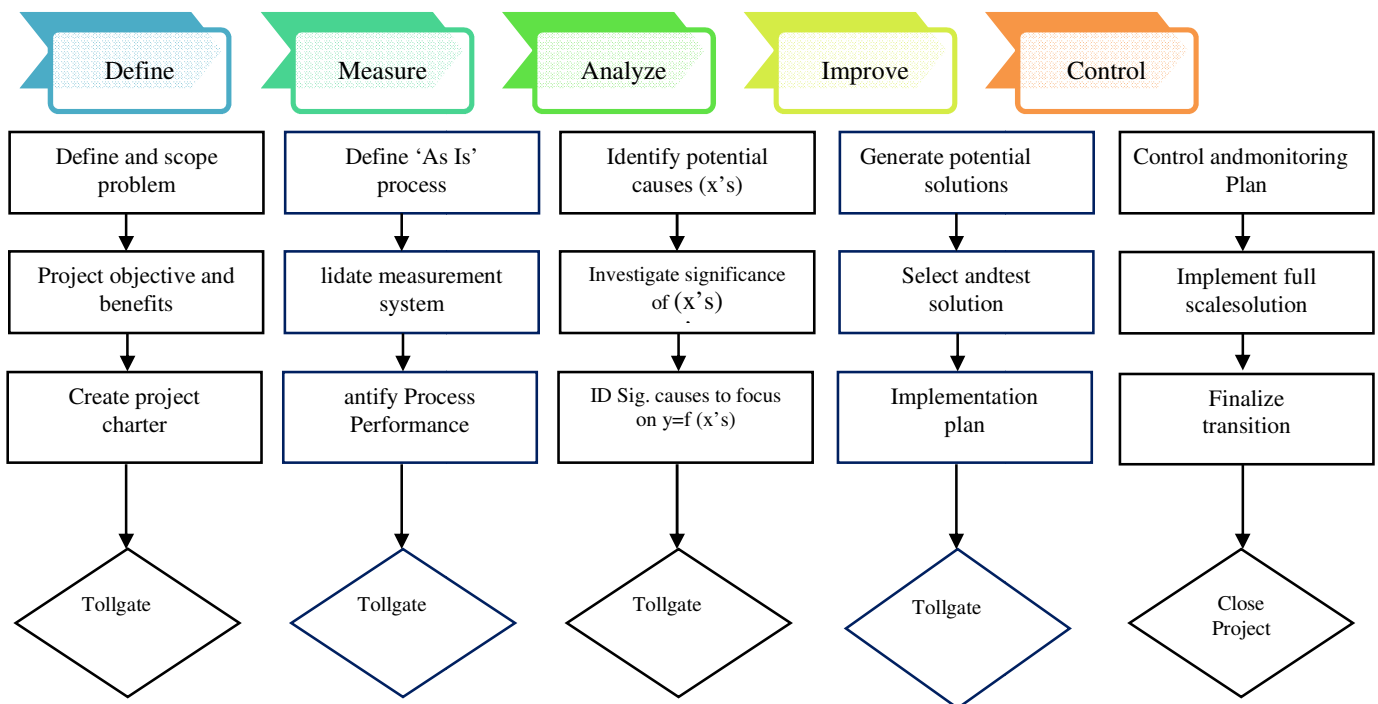 Define
Measure
Analyze
Improve
Control
Define and scope
problem
Project objective and
benefits
Create project
charter
Tollgate
Define ‘As Is’
process
lidate measurement
system
antify Process
Performance
Tollgate
Identify potential
causes (x’s)
Investigate significance
of (x’s)
ID Sig. causes to focus
on y=f (x’s)
Tollgate
Generate potential
solutions
Select andtest
solution
Implementation
plan
Tollgate
Control andmonitoring
Plan
Implement full
scalesolution
Finalize
transition
Close
Project